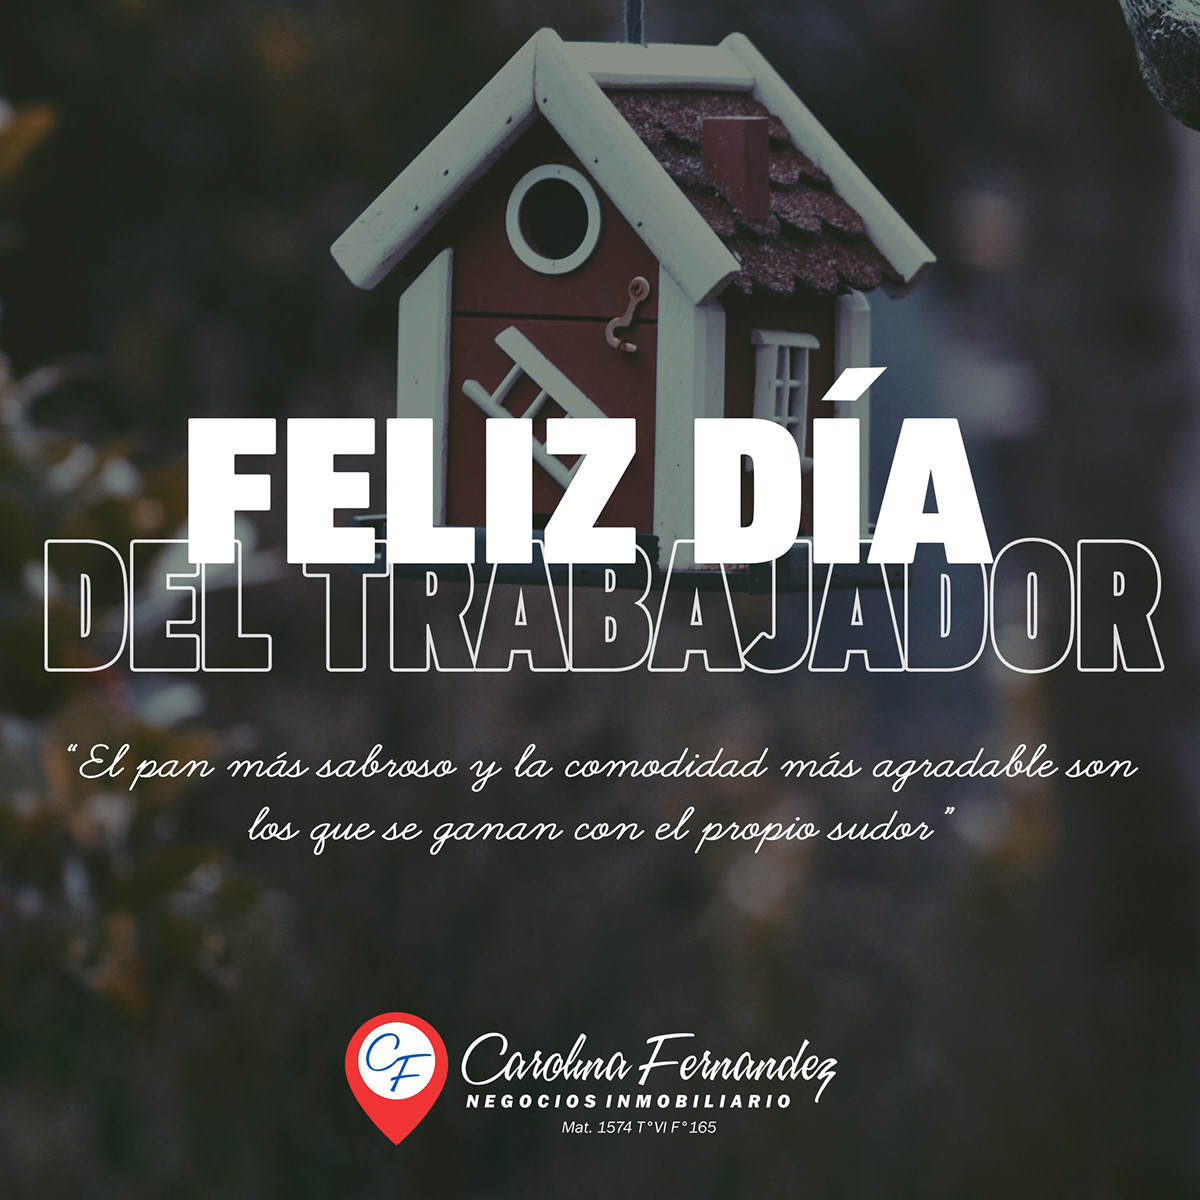 FELIZ DÍA
DEL TRABAJADOR
“El pan más sabroso y la comodidad más agradable son
los que se ganan con el propio sudor”
CF
Carolina Fernandez
NEGOCIOS INMOBILIARIO
Mat. 1574 T°VI F°165